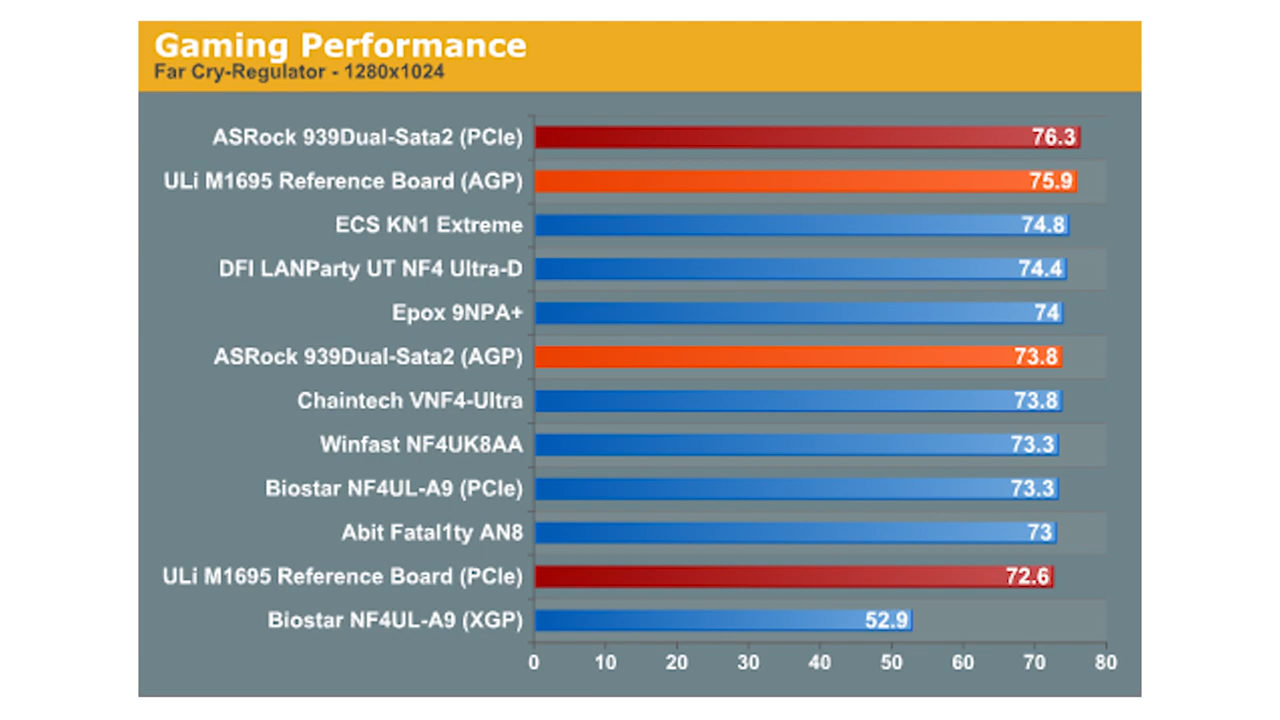 Gaming Performance
Far Cry-Regulator - 1280x1024
ASRock 939Dual-Sata2 (PCIe) 76.3
ULi M1695 Reference Board (AGP) 75.9
ECS KN1 Extreme 74.8
DFI LANParty UT NF4 Ultra-D 74.4
Epox 9NPA+ 74
ASRock 939Dual-Sata2 (AGP) 73.8
Chaintech VNF4-Ultra 73.8
Winfast NF4UK8AA 73.3
Biostar NF4UL-A9 (PCIe) 73.3
Abit Fatal1ty AN8 73
ULi M1695 Reference Board (PCIe) 72.6
Biostar NF4UL-A9 (XGP) 52.9
0 10 20 30 40 50 60 70 80